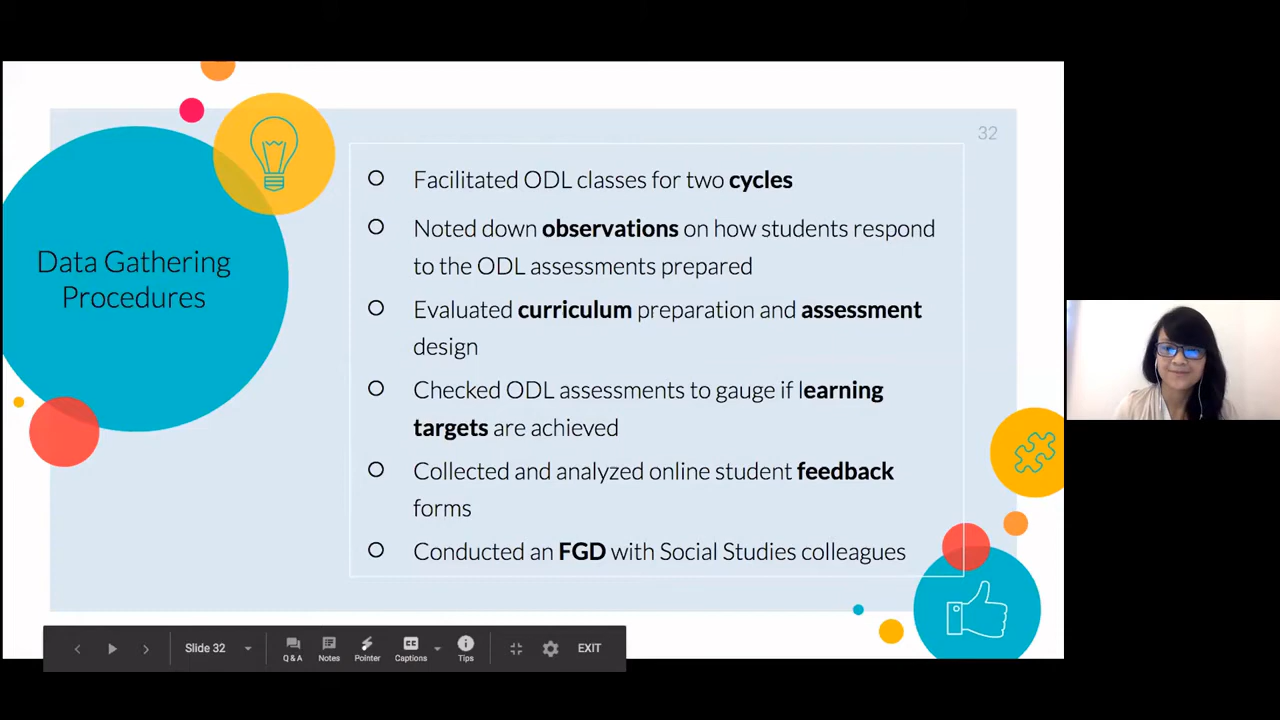 32
Data Gathering
Procedures
Facilitated ODL classes for two cycles
Noted down observations on how students respond
to the ODL assessments prepared
Evaluated curriculum preparation and assessment
design
Checked ODL assessments to gauge if learning
targets are achieved
Collected and analyzed online student feedback
forms
Conducted an FGD with Social Studies colleagues
Slide 32
Q & A
Notes
Pointer
CC
Captions
Tips
EXIT